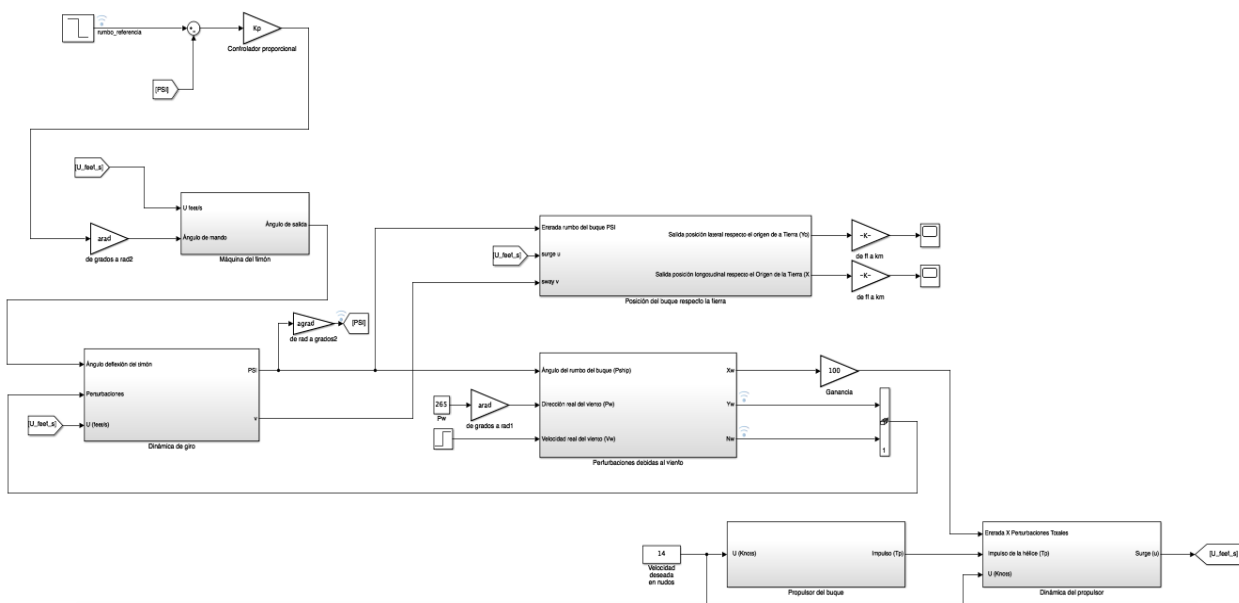 rumbo_referencia
Kp
Controlador proporcional
[PSI]
[U_feet_s]
U feet/s
Ángulo de salida
Ángulo de mando
arad
de grados a rad2
Máquina del timón
Entrada rumbo del buque PSI
Salida posición lateral respecto el origen de a Tierra (Yo)
[U_feet_s]
surge u
Salida posición longitudinal respecto el Origen de la Tierra (X
sway v
Posición del buque respecto la tierra
-K-
de ft a km
-K-
de ft a km
agrad
[PSI]
de rad a grados2
Ángulo deflexión del timón
PSI
Perturbaciones
[U_feet_s]
U (feet/s)
v
Dinámica de giro
Ángulo del rumbo del buque (Pship)
Xw
100
Ganancia
265
Pw
arad
de grados a rad1
Dirección real del viento (Pw)
Yw
Velocidad real del viento (Vw)
Nw
1
Perturbaciones debidas al viento
14
Velocidad
deseada
en nudos
U (Knots)
Impulso (Tp)
Propulsor del buque
Entrada X Perturbaciones Totales
Impulso de la hélice (Tp)
Surge (u)
[U_feet_s]
U (Knots)
Dinámica del propulsor